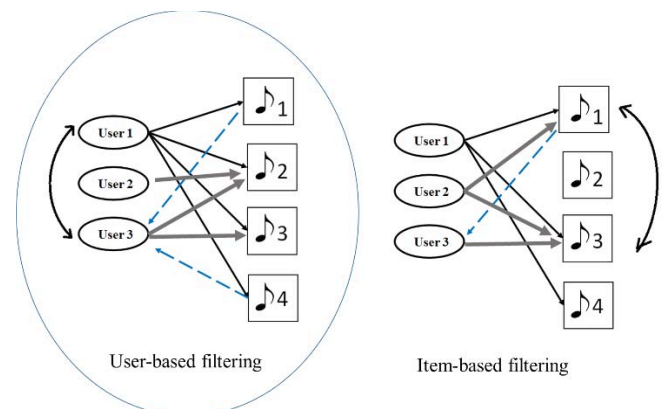 User 1
User 2
User 3
1
2
3
4
User-based filtering
User 1
User 2
User 3
1
2
3
4
Item-based filtering